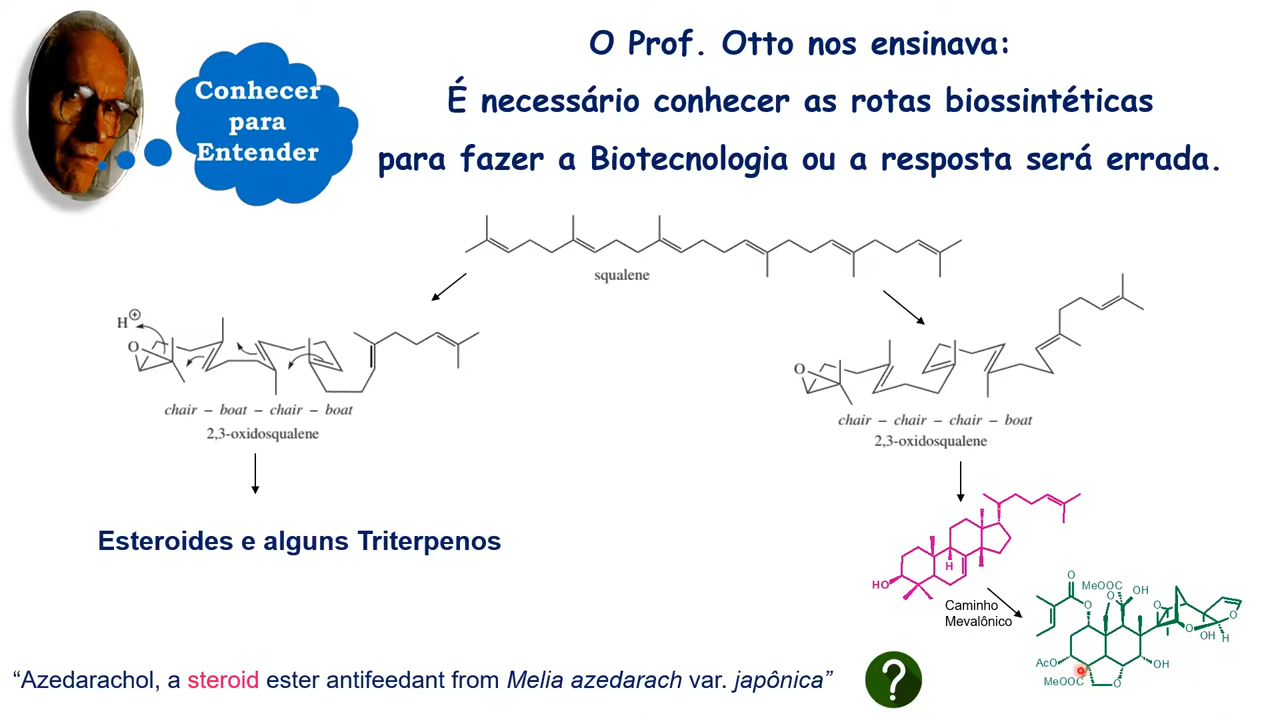 Conhecer
para
Entender
O Prof. Otto nos ensinava:
É necessário conhecer as rotas biossintéticas
para fazer a Biotecnologia ou a resposta será errada.
squalene
H⊕
O
chair – boat – chair – boat
2,3-oxidosqualene
O
chair – chair – chair – boat
2,3-oxidosqualene
Esteroides e alguns Triterpenos
HO
H
Caminho
Mevalônico
O
O
MeOOC
O
OH
O
O
O
OH
H
AcO
OH
MeOOC
O
"Azedarachol, a steroid ester antifeedant from Melia azedarach var. japônica"
?